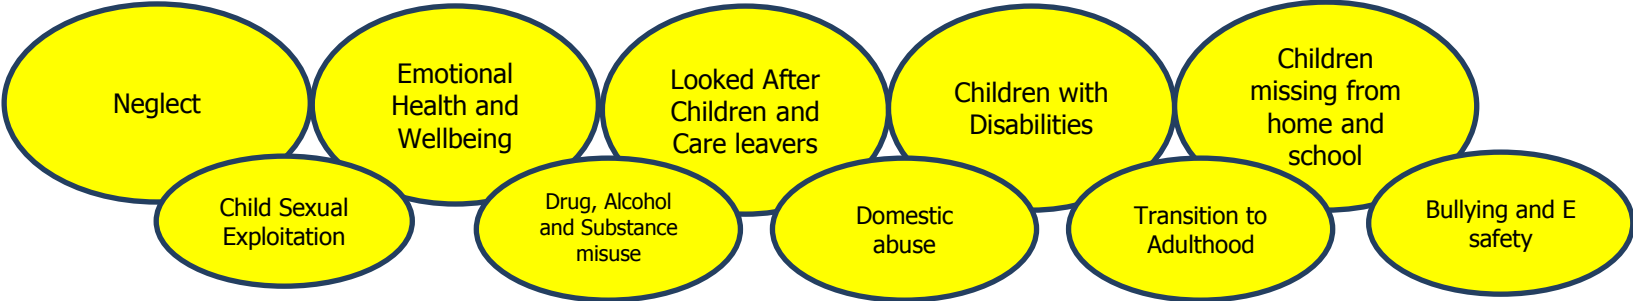 Neglect
Emotional
Health and
Wellbeing
Looked After
Children and
Care leavers
Children with
Disabilities
Children
missing from
home and
school
Child Sexual
Exploitation
Drug, Alcohol
and Substance
misuse
Domestic
abuse
Transition to
Adulthood
Bullying and E
safety